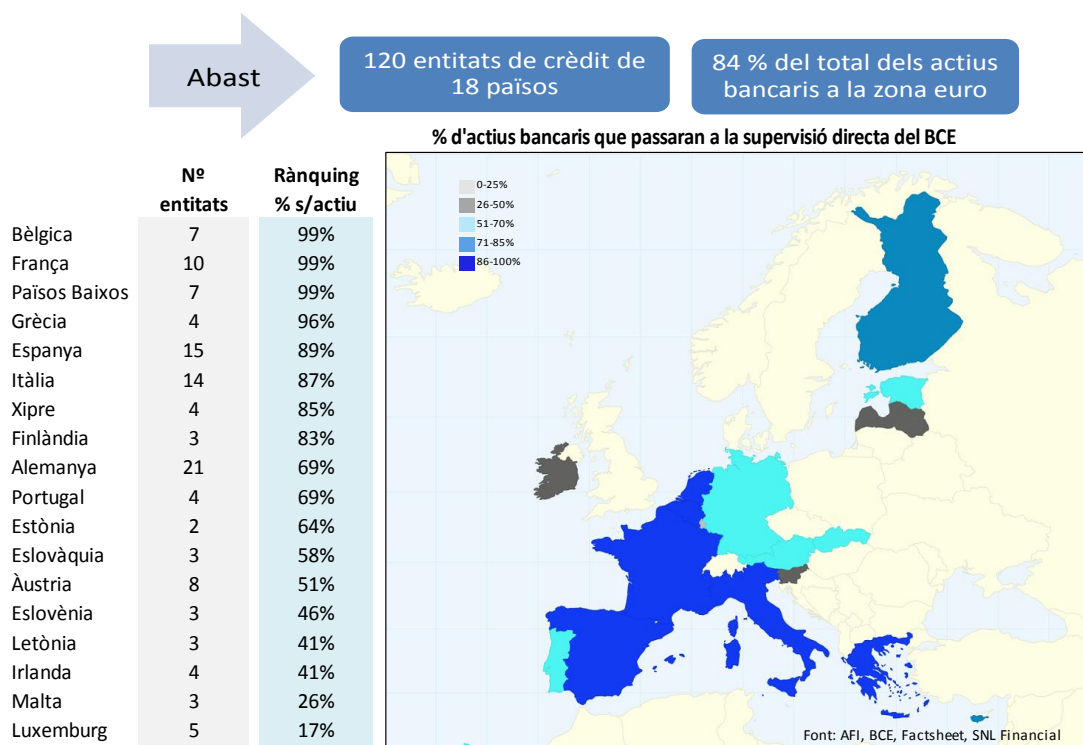 Abast
120 entitats de crèdit de
18 països
84 % del total dels actius
bancaris a la zona euro
% d'actius bancaris que passaran a la supervisió directa del BCE
Nº Rànquing
entitats % s/actiu
Bèlgica 7 99%
França 10 99%
Països Baixos 7 99%
Grècia 4 96%
Espanya 15 89%
Itàlia 14 87%
Xipre 4 85%
Finlàndia 3 83%
Alemanya 21 69%
Portugal 4 69%
Estònia 2 64%
Eslovàquia 3 58%
Àustria 8 51%
Eslovènia 3 46%
Letònia 3 41%
Irlanda 4 41%
Malta 3 26%
Luxemburg 5 17%
0-25%
26-50%
51-70%
71-85%
86-100%
Font: AFI, BCE, Factsheet, SNL Financial